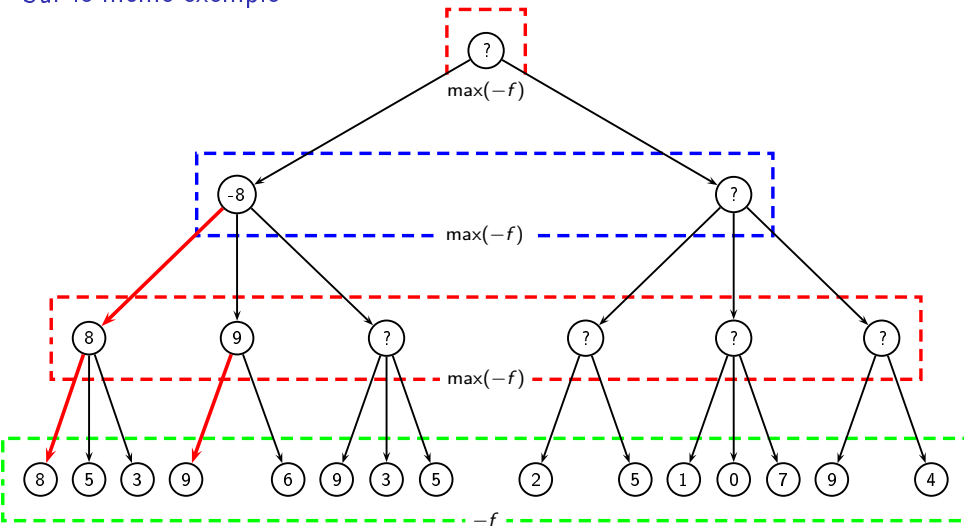 Sur le même exemple
?
max(−f)
-8 ?
max(−f)
8 9 ? ? ? ?
max(−f)
8 5 3 9 6 9 3 5 2 5 1 0 7 9 4
−f